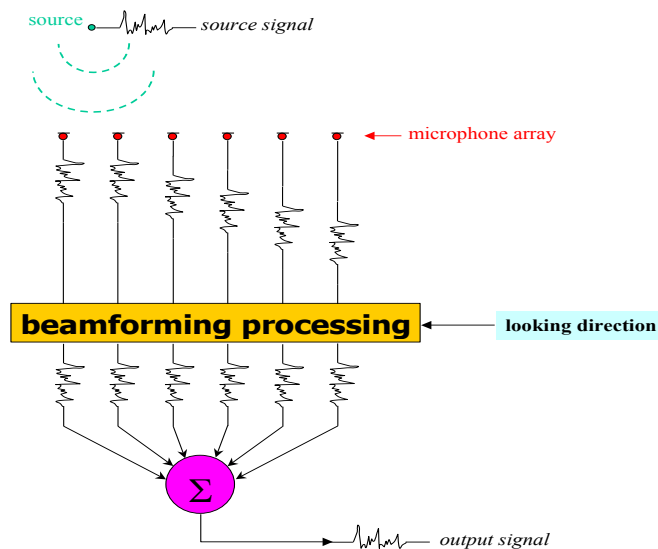 source
source signal
microphone array
beamforming processing
looking direction
Σ
output signal